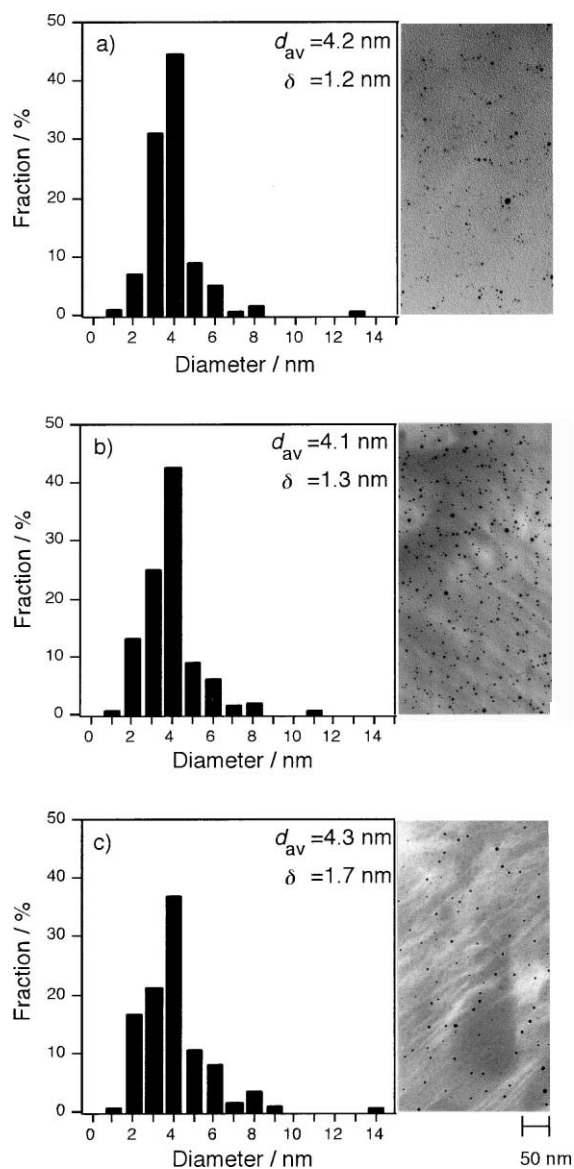 50
40
30
20
10
0
Fraction / %
a)
d_av =4.2 nm
δ =1.2 nm
0 2 4 6 8 10 12 14
Diameter / nm
50
40
30
20
10
0
Fraction / %
b)
d_av =4.1 nm
δ =1.3 nm
0 2 4 6 8 10 12 14
Diameter / nm
50
40
30
20
10
0
Fraction / %
c)
d_av =4.3 nm
δ =1.7 nm
0 2 4 6 8 10 12 14
Diameter / nm
50 nm